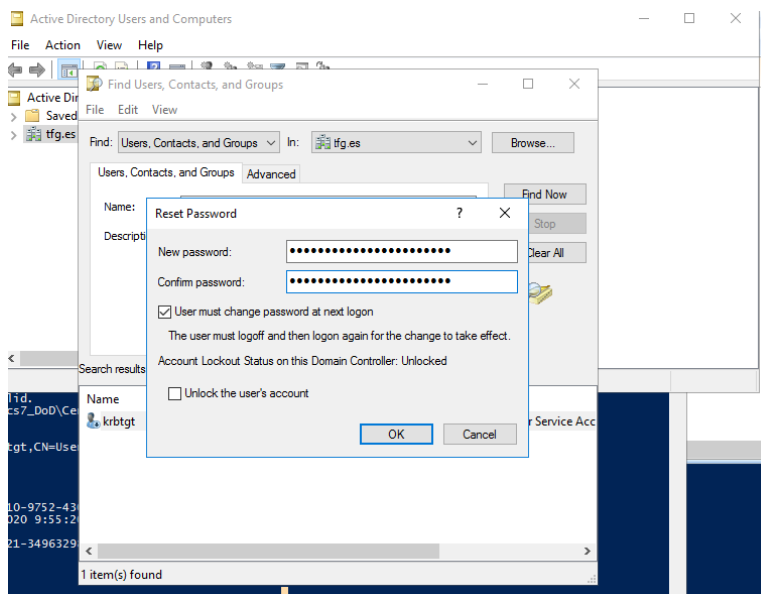 Active Directory Users and Computers
File Action View Help
Find Users, Contacts, and Groups
Active Dir
File Edit View
Saved
tfg.es
Find: Users, Contacts, and Groups In: tfg.es Browse...
Users, Contacts, and Groups Advanced
Find Now
Name:
Reset Password ? X
Stop
Descripti
New password: ••••••••••••••••••••••••
Clear All
Confirm password: ••••••••••••••••••••••••
User must change password at next logon
The user must logoff and then logon again for the change to take effect.
Account Lockout Status on this Domain Controller: Unlocked
Search results
Unlock the user's account
lid.
Name
cs7_DoD\Ce
krbtgt
r Service Acc
OK Cancel
tgt,CN=Use
10-9752-43
020 9:55:2
21-3496329
1 item(s) found